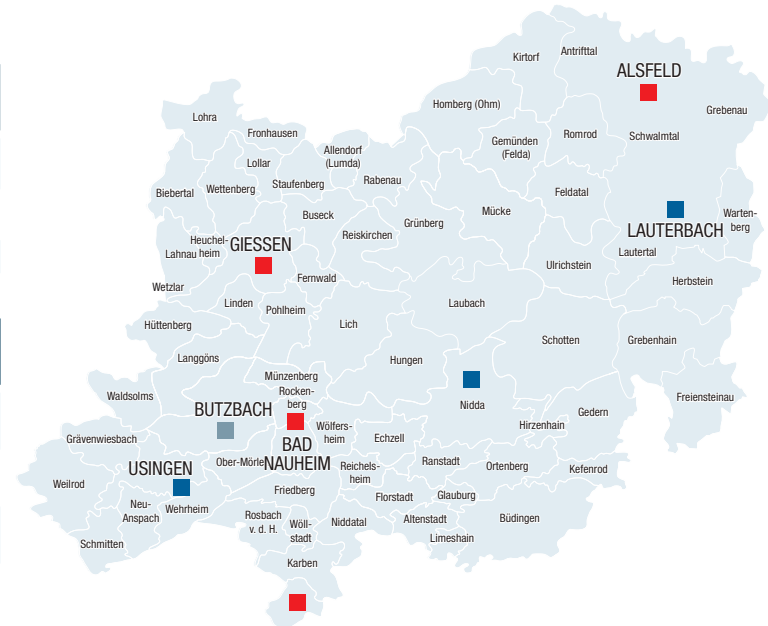 Kirtorf
Antrifttal
ALSFELD
Homberg (Ohm)
Grebenau
Lohra
Fronhausen
Romrod
Schwalmtal
Gemünden
(Felda)
Allendorf
(Lumda)
Lollar
Staufenberg
Rabenau
Biebertal
Wettenberg
Feldatal
Buseck
Mücke
Grünberg
Warten-
berg
LAUTERBACH
Reiskirchen
Heuchel-
heim
GIESSEN
Lahnau
Lautertal
Ulrichstein
Fernwald
Herbstein
Wetzlar
Linden
Pohlheim
Laubach
Hüttenberg
Lich
Schotten
Grebenhain
Langgöns
Hungen
Münzenberg
Rocken-
berg
Waldsolms
Freiensteinau
Nidda
BUTZBACH
Gedern
Hirzenhain
Wölfers-
heim
Echzell
Grävenwiesbach
BAD
NAUHEIM
Ober-Mörle
USINGEN
Reichels-
heim
Ranstadt
Ortenberg
Kefenrod
Weilrod
Friedberg
Florstadt
Glauburg
Neu-
Anspach
Wehrheim
Rosbach
v. d. H.
Wöll-
stadt
Niddatal
Altenstadt
Büdingen
Limeshain
Schmitten
Karben